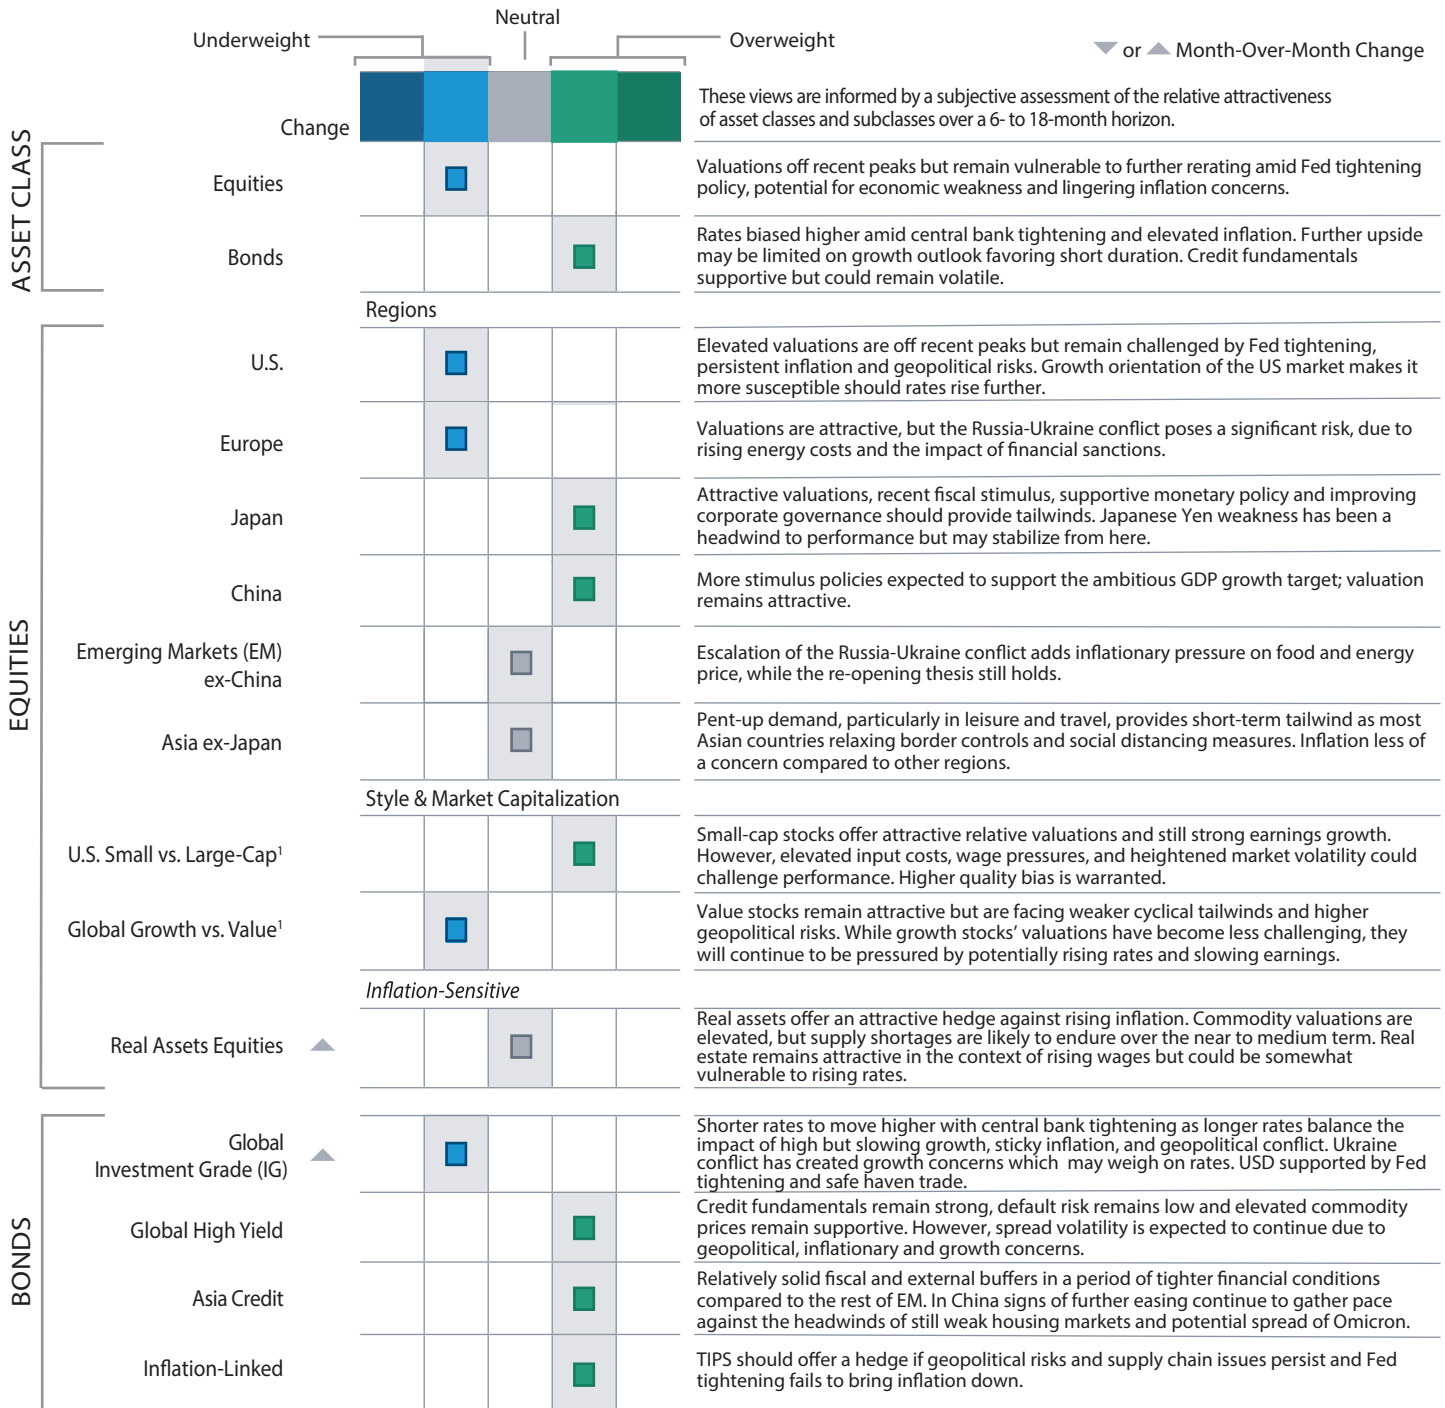 Neutral
Underweight
Overweight
or Month-Over-Month Change
Change
These views are informed by a subjective assessment of the relative attractiveness
of asset classes and subclasses over a 6- to 18-month horizon.
ASSET CLASS
Equities
Valuations off recent peaks but remain vulnerable to further rerating amid Fed tightening
policy, potential for economic weakness and lingering inflation concerns.
Bonds
Rates biased higher amid central bank tightening and elevated inflation. Further upside
may be limited on growth outlook favoring short duration. Credit fundamentals
supportive but could remain volatile.
EQUITIES
Regions
U.S.
Elevated valuations are off recent peaks but remain challenged by Fed tightening,
persistent inflation and geopolitical risks. Growth orientation of the US market makes it
more susceptible should rates rise further.
Europe
Valuations are attractive, but the Russia-Ukraine conflict poses a significant risk, due to
rising energy costs and the impact of financial sanctions.
Japan
Attractive valuations, recent fiscal stimulus, supportive monetary policy and improving
corporate governance should provide tailwinds. Japanese Yen weakness has been a
headwind to performance but may stabilize from here.
China
More stimulus policies expected to support the ambitious GDP growth target; valuation
remains attractive.
Emerging Markets (EM)
ex-China
Escalation of the Russia-Ukraine conflict adds inflationary pressure on food and energy
price, while the re-opening thesis still holds.
Asia ex-Japan
Pent-up demand, particularly in leisure and travel, provides short-term tailwind as most
Asian countries relaxing border controls and social distancing measures. Inflation less of
a concern compared to other regions.
Style & Market Capitalization
U.S. Small vs. Large-Cap¹
Small-cap stocks offer attractive relative valuations and still strong earnings growth.
However, elevated input costs, wage pressures, and heightened market volatility could
challenge performance. Higher quality bias is warranted.
Global Growth vs. Value¹
Value stocks remain attractive but are facing weaker cyclical tailwinds and higher
geopolitical risks. While growth stocks’ valuations have become less challenging, they
will continue to be pressured by potentially rising rates and slowing earnings.
Inflation-Sensitive
Real Assets Equities
Real assets offer an attractive hedge against rising inflation. Commodity valuations are
elevated, but supply shortages are likely to endure over the near to medium term. Real
estate remains attractive in the context of rising wages but could be somewhat
vulnerable to rising rates.
BONDS
Global
Investment Grade (IG)
Shorter rates to move higher with central bank tightening as longer rates balance the
impact of high but slowing growth, sticky inflation, and geopolitical conflict. Ukraine
conflict has created growth concerns which may weigh on rates. USD supported by Fed
tightening and safe haven trade.
Global High Yield
Credit fundamentals remain strong, default risk remains low and elevated commodity
prices remain supportive. However, spread volatility is expected to continue due to
geopolitical, inflationary and growth concerns.
Asia Credit
Relatively solid fiscal and external buffers in a period of tighter financial conditions
compared to the rest of EM. In China signs of further easing continue to gather pace
against the headwinds of still weak housing markets and potential spread of Omicron.
Inflation-Linked
TIPS should offer a hedge if geopolitical risks and supply chain issues persist and Fed
tightening fails to bring inflation down.